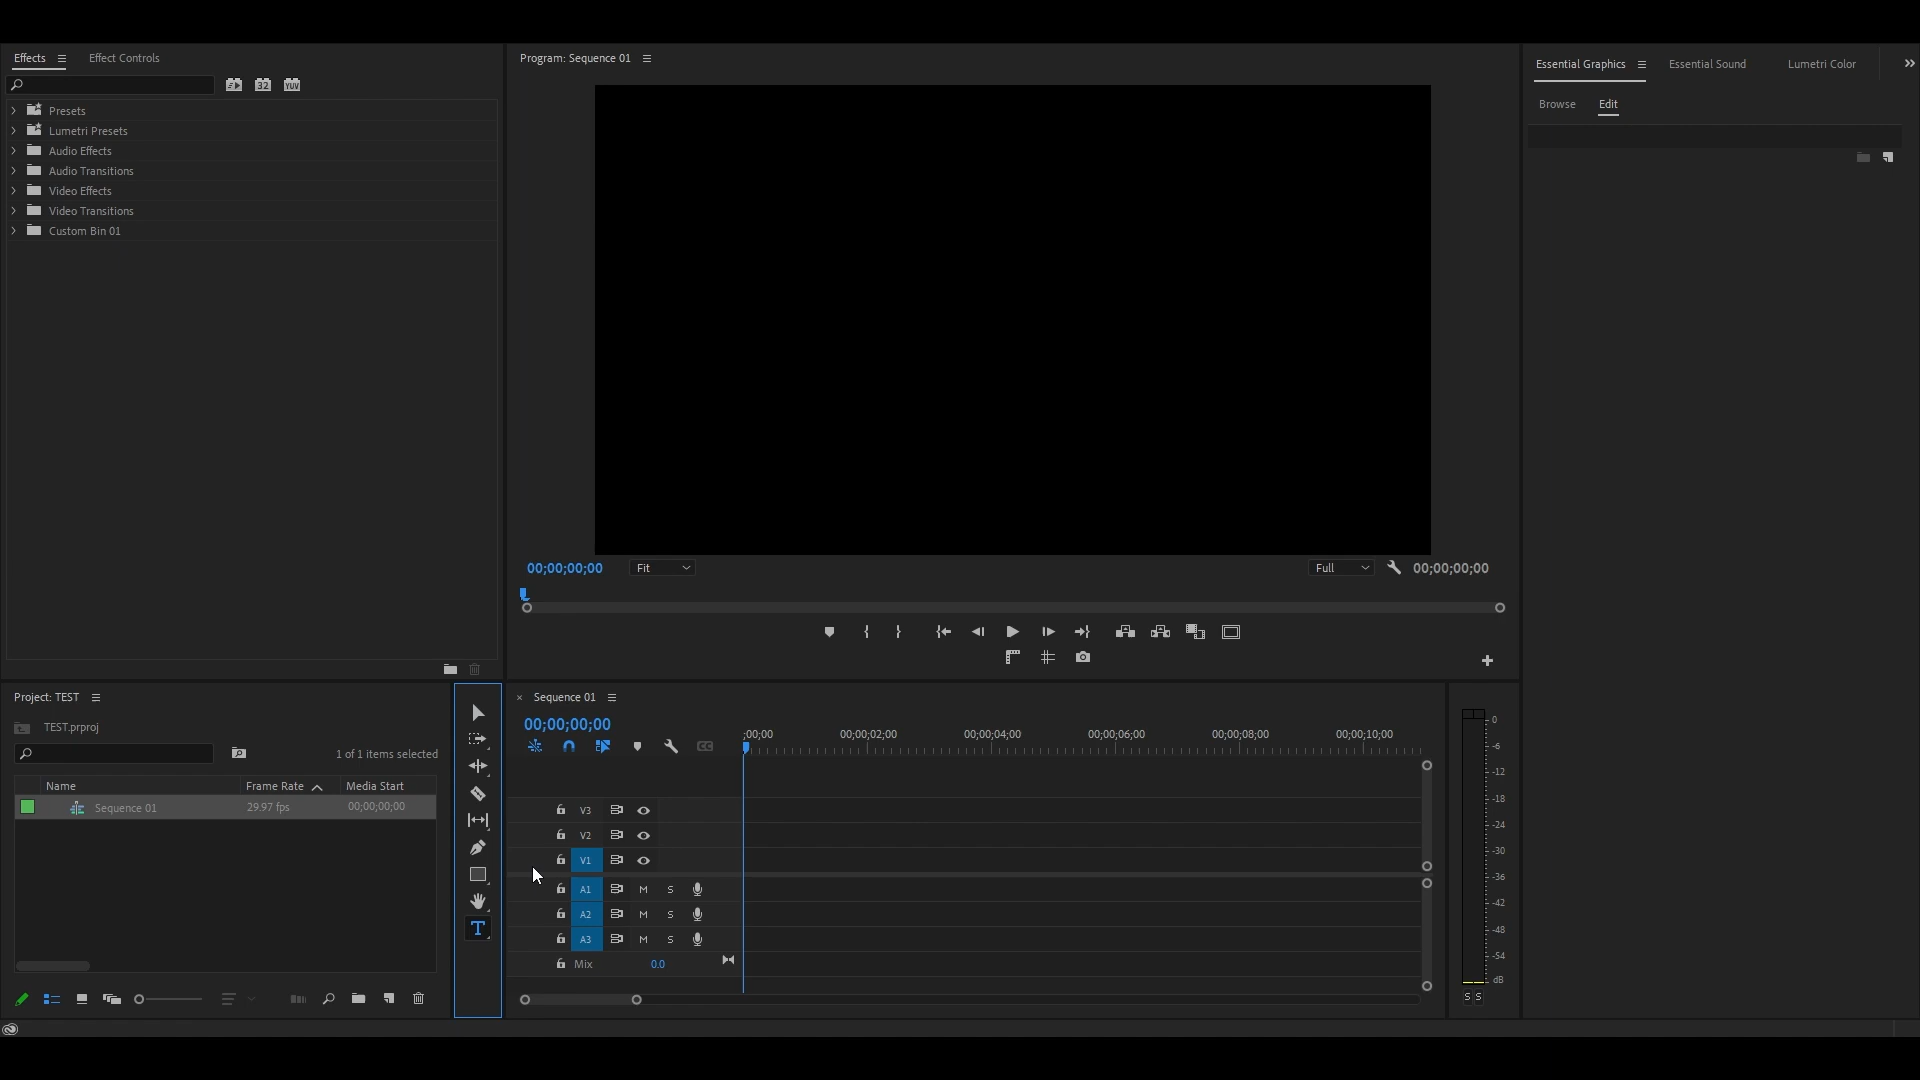 Effects Effect Controls
32 YUV
Presets
Lumetri Presets
Audio Effects
Audio Transitions
Video Effects
Video Transitions
Custom Bin 01
Program: Sequence 01
00;00;00;00 Fit Full 00;00;00;00
Essential Graphics Essential Sound Lumetri Color
Browse Edit
Project: TEST
TEST.prproj
1 of 1 items selected
Name Frame Rate Media Start
Sequence 01 29.97 fps 00;00;00;00
T
× Sequence 01
00;00;00;00
CC
;00;00 00;00;02;00 00;00;04;00 00;00;06;00 00;00;08;00 00;00;10;00
V3
V2
V1
A1 M S
A2 M S
A3 M S
Mix 0.0
0
-6
-12
-18
-24
-30
-36
-42
-48
-54
dB
S S